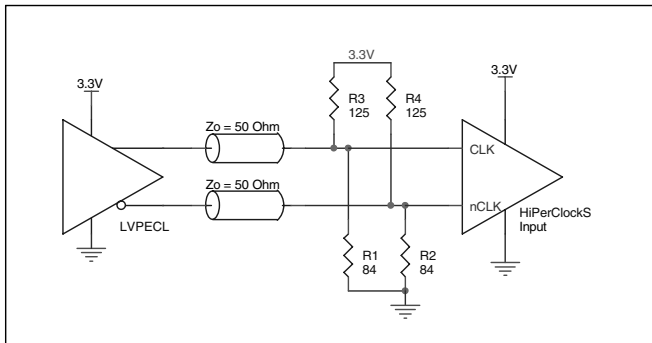 3.3V
3.3V
3.3V
R3
125
R4
125
Zo = 50 Ohm
CLK
Zo = 50 Ohm
nCLK
HiPerClockS
Input
LVPECL
R1
84
R2
84